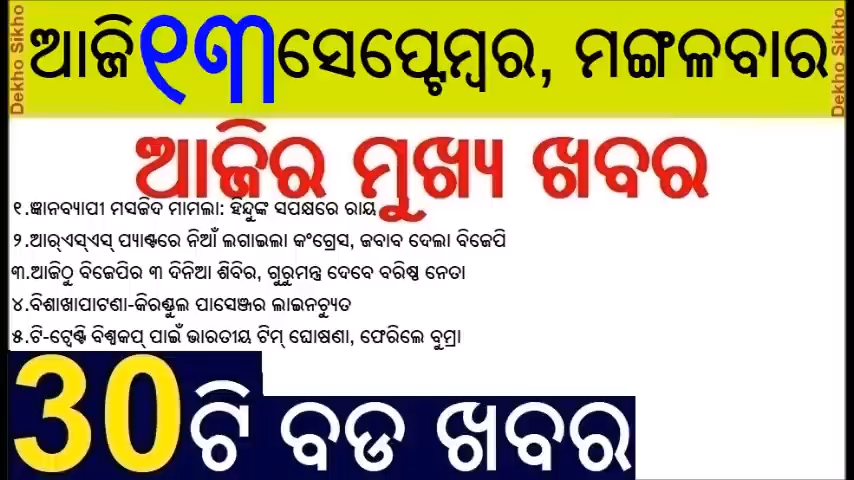 Dekho Sikho
ଆଜି ୧୩ ସେପ୍ଟେମ୍ବର, ମଙ୍ଗଳବାର
Dekho Sikho
ଆଜିର ମୁଖ୍ୟ ଖବର
୧.ଜ୍ଞାନବ୍ୟାପୀ ମସଜିଦ ମାମଲା: ହିନ୍ଦୁଙ୍କ ସପକ୍ଷରେ ରାୟ
୨.ଆର୍ଏସ୍ଏସ୍ ପ୍ୟାଣ୍ଟରେ ନିଆଁ ଲଗାଇଲା କଂଗ୍ରେସ, ଜବାବ ଦେଲା ବିଜେପି
୩.ଆଜିଠୁ ବିଜେପିର ୩ ଦିନିଆ ଶିବିର, ଗୁରୁମନ୍ତ୍ର ଦେବେ ବରିଷ୍ଠ ନେତା
୪.ବିଶାଖାପାଟଣା-କିରଣ୍ଡୁଲ ପାସେଞ୍ଜର ଲାଇନଚ୍ୟୁତ
୫.ଟି-ଟ୍ୱେଣ୍ଟି ବିଶ୍ୱକପ୍ ପାଇଁ ଭାରତୀୟ ଟିମ୍ ଘୋଷଣା, ଫେରିଲେ ବୁମ୍ରା
30ଟି ବଡ ଖବର